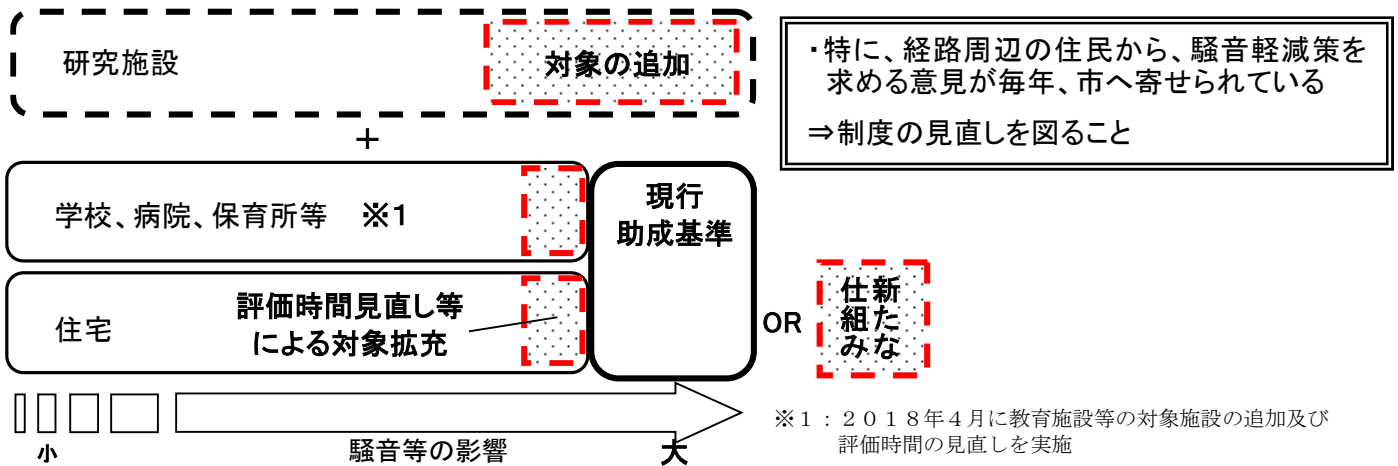 研究施設
対象の追加
・特に、経路周辺の住民から、騒音軽減策を
求める意見が毎年、市へ寄せられている
⇒制度の見直しを図ること
＋
学校、病院、保育所等 ※1
現行
助成基準
住宅
評価時間見直し等
による対象拡充
OR
新たな
仕組み
小
騒音等の影響
大
※１：２０１８年４月に教育施設等の対象施設の追加及び
評価時間の見直しを実施